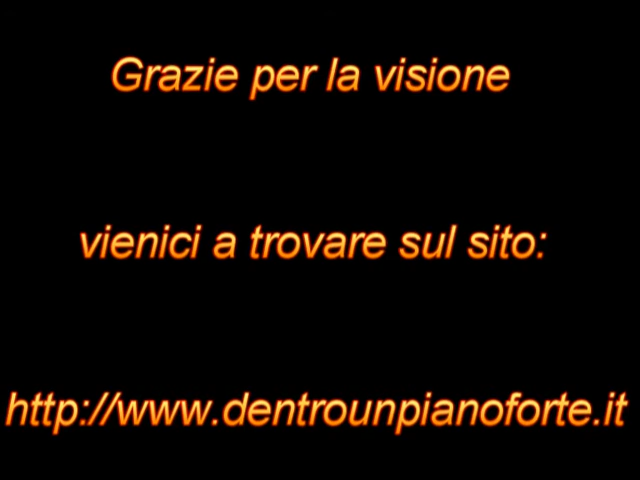 Grazie per la visione
vienici a trovare sul sito:
http://www.dentrounpianoforte.it